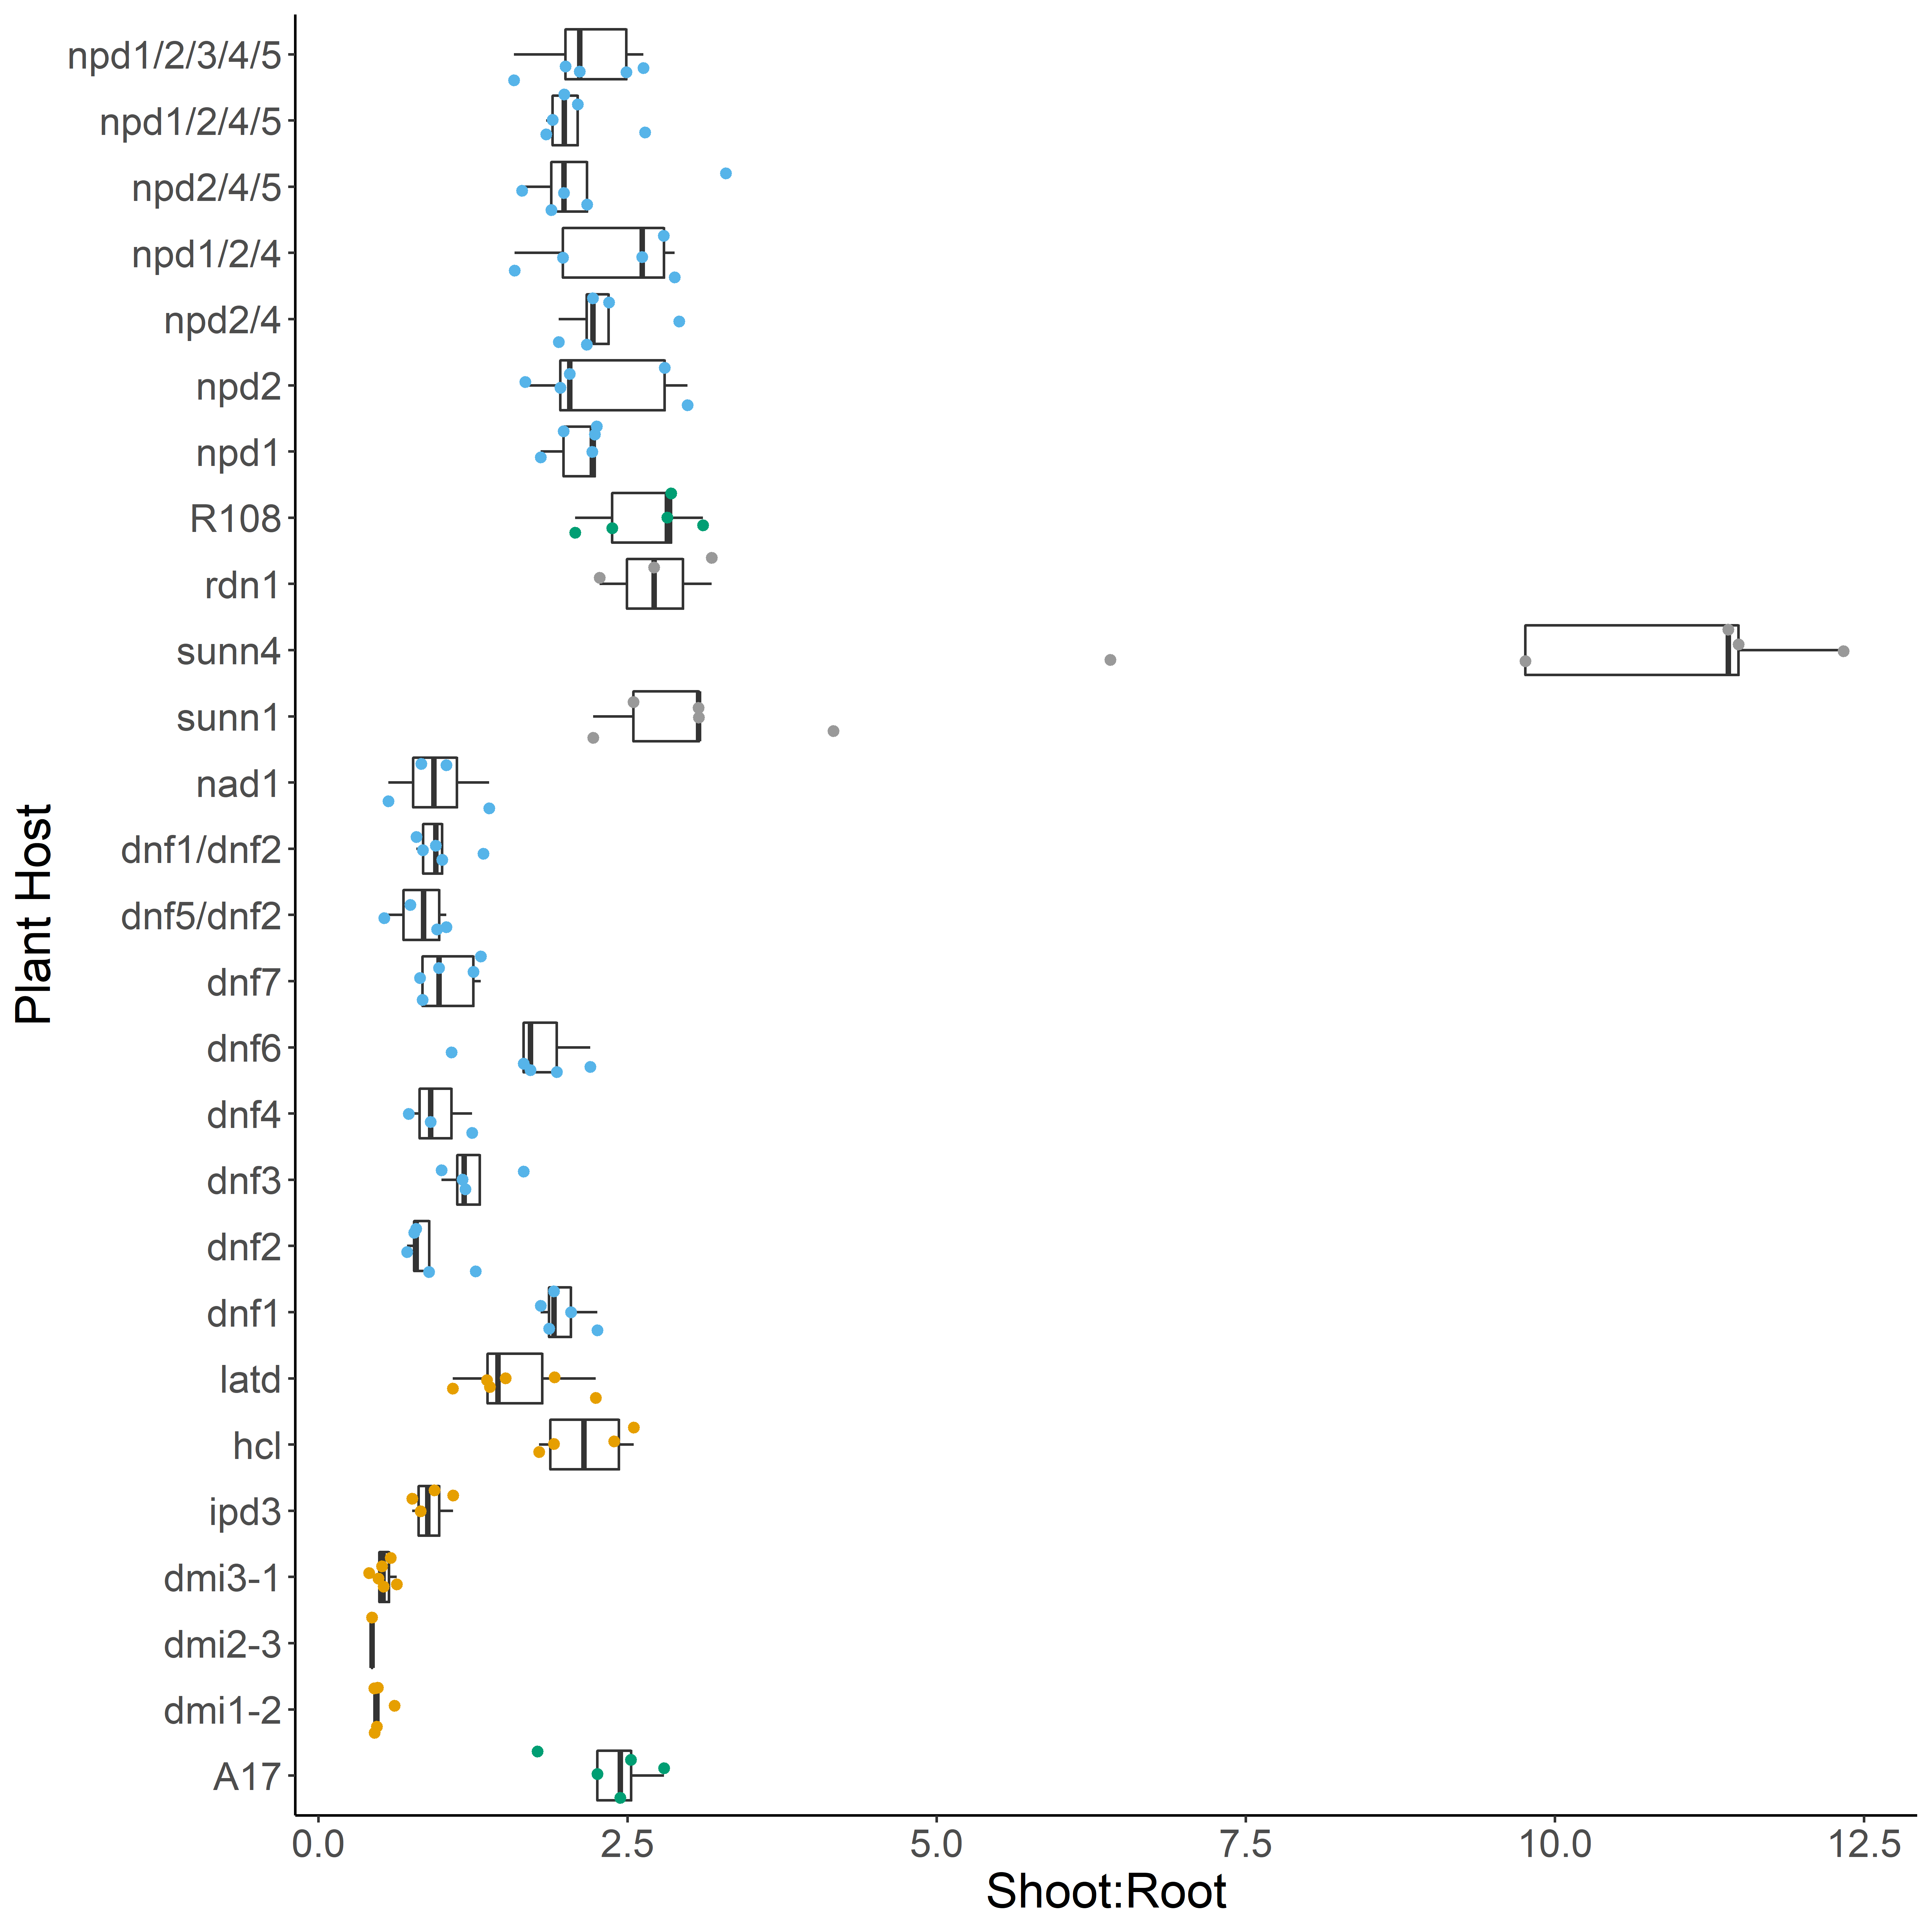 npd1/2/3/4/5
npd1/2/4/5
npd2/4/5
npd1/2/4
npd2/4
npd2
npd1
R108
rdn1
sunn4
sunn1
nad1
dnf1/dnf2
dnf5/dnf2
dnf7
dnf6
dnf4
dnf3
dnf2
dnf1
latd
hcl
ipd3
dmi3-1
dmi2-3
dmi1-2
A17
Plant Host
0.0 2.5 5.0 7.5 10.0 12.5
Shoot:Root